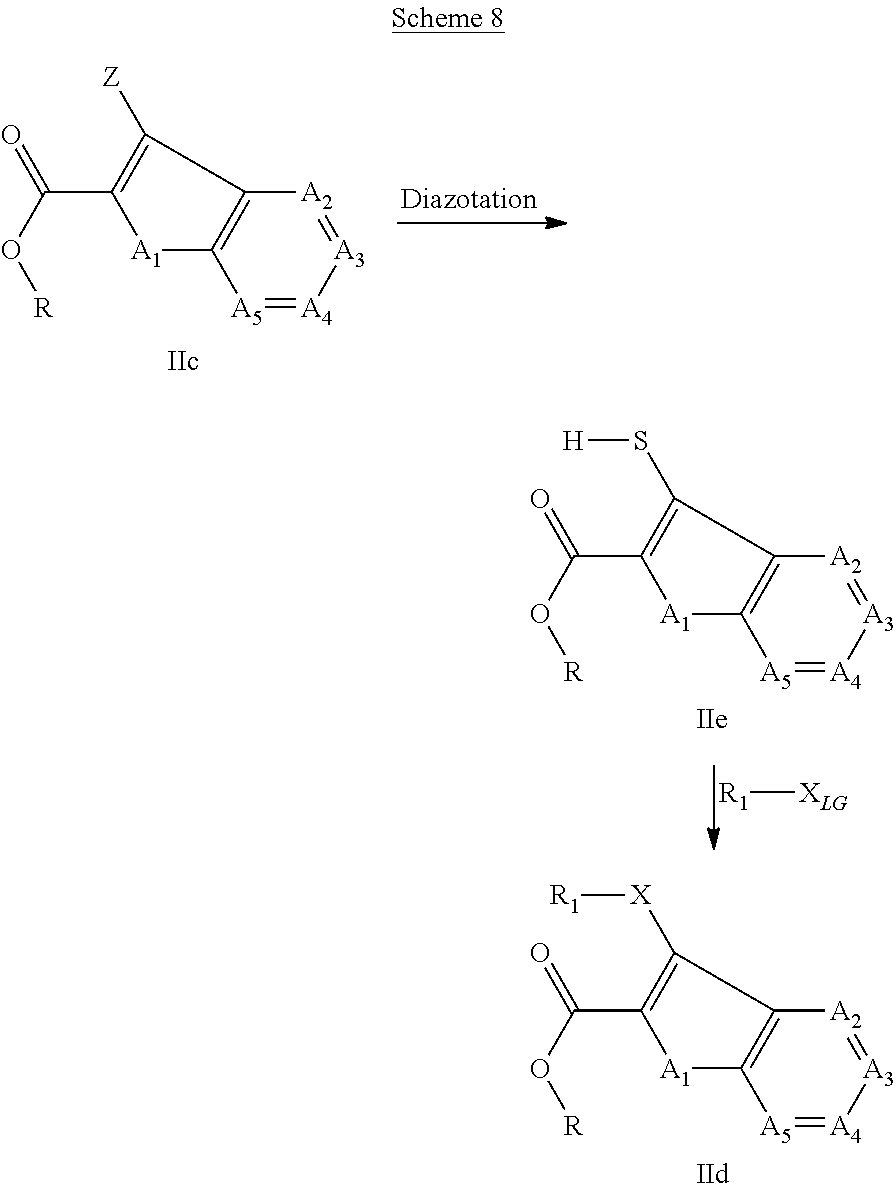 Scheme 8
Z
O
A2
Diazotation
O
A1
A3
R
A5
A4
IIc
H
S
O
A2
O
A1
A3
R
A5
A4
IIe
R1
XLG
R1
X
O
A2
O
A1
A3
R
A5
A4
IId